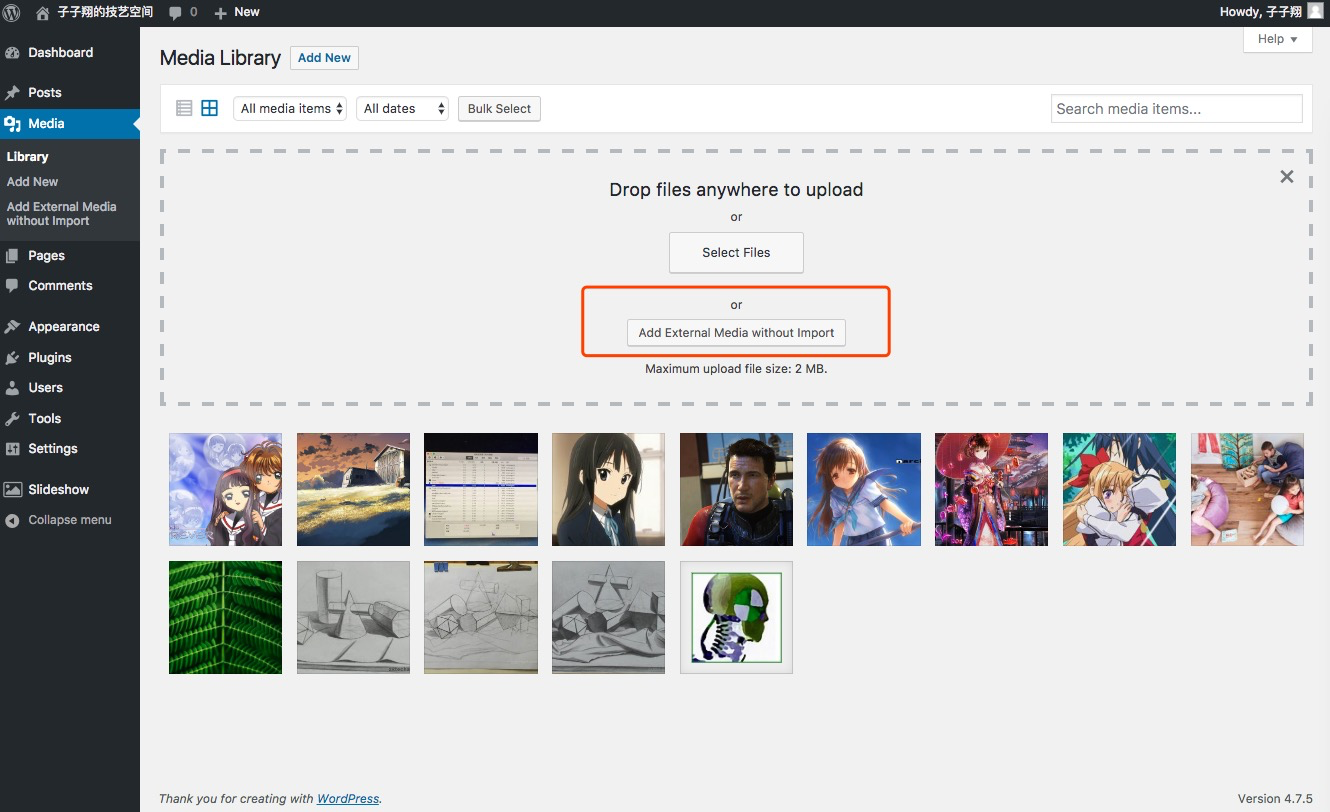 子子翔的技艺空间 0 New Howdy, 子子翔
Help
Dashboard
Posts
Media
Library
Add New
Add External Media
without Import
Pages
Comments
Appearance
Plugins
Users
Tools
Settings
Slideshow
Collapse menu
Media Library Add New
All media items All dates Bulk Select Search media items...
Drop files anywhere to upload
or
Select Files
or
Add External Media without Import
Maximum upload file size: 2 MB.
Thank you for creating with WordPress. Version 4.7.5